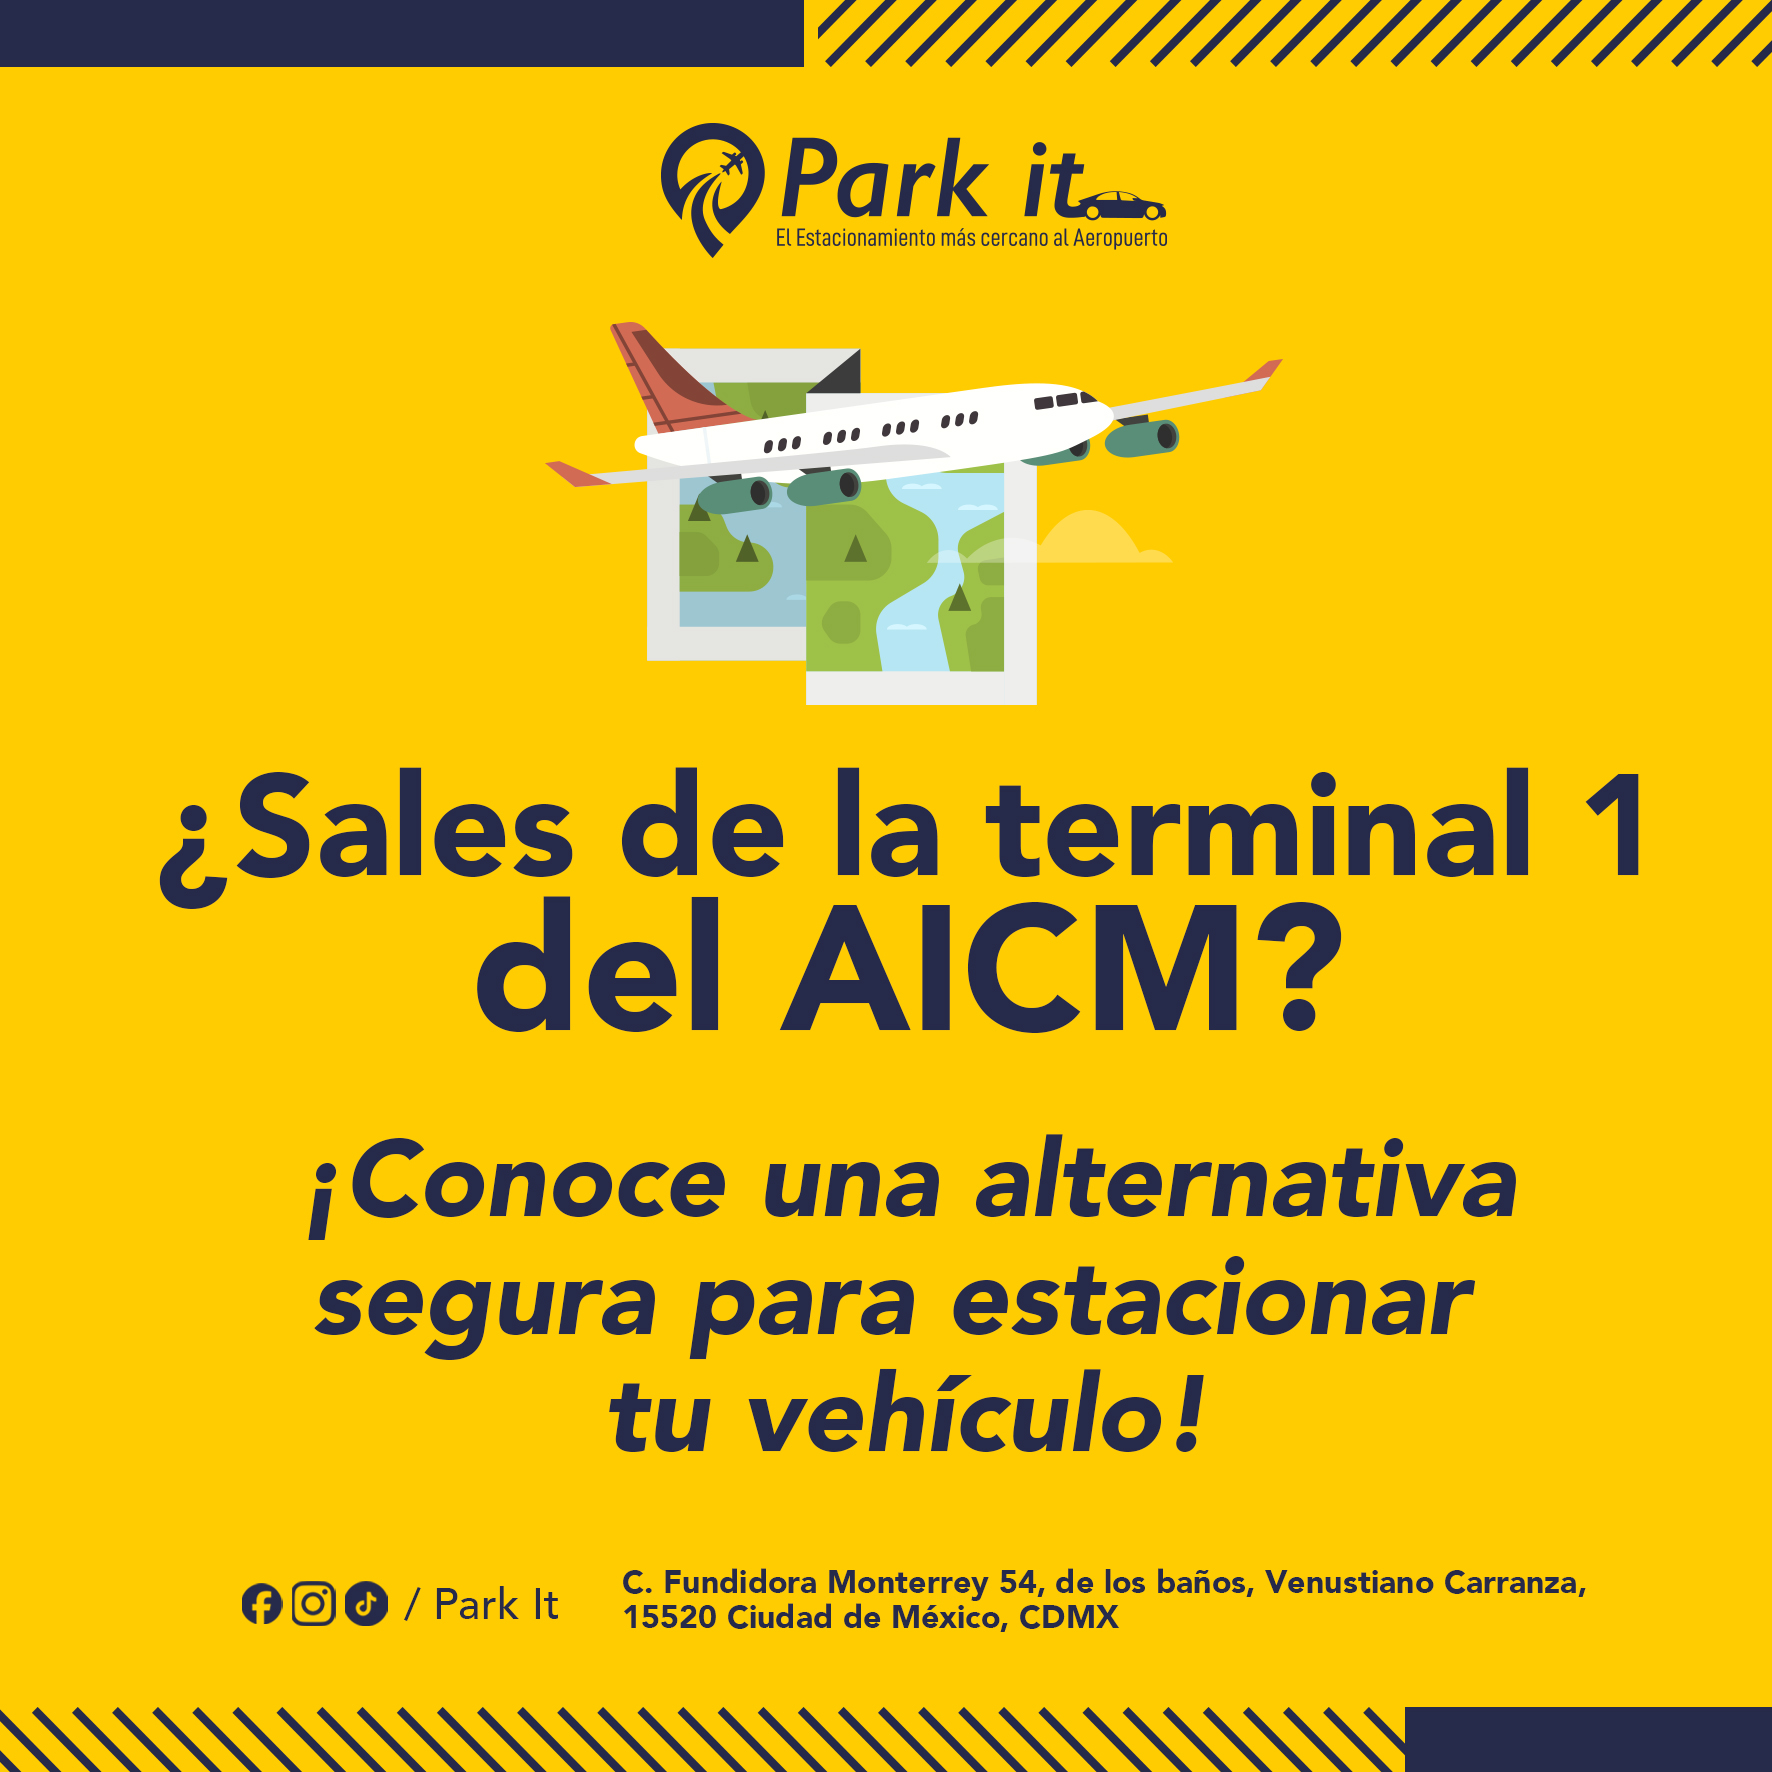 Park it
El Estacionamiento más cercano al Aeropuerto
¿Sales de la terminal 1
del AICM?
¡Conoce una alternativa
segura para estacionar
tu vehículo!
/ Park It
C. Fundidora Monterrey 54, de los baños, Venustiano Carranza,
15520 Ciudad de México, CDMX